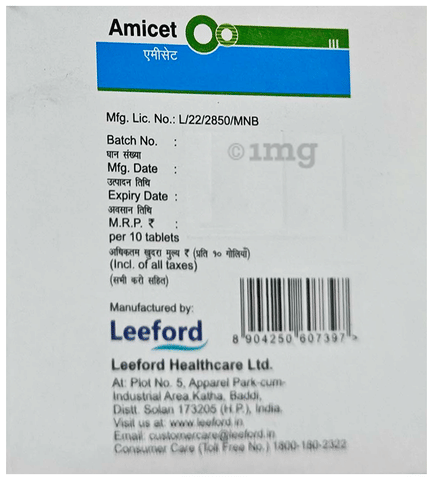 Amicet
एमीसेट
Mfg. Lic. No.: L/22/2850/MNB
Batch No. :
घान संख्या
©1mg
Mfg. Date :
उत्पादन तिथि
Expiry Date :
अवसान तिथि
M.R.P. ₹ :
per 10 tablets
अधिकतम खुदरा मूल्य ₹ (प्रति १० गोलियाँ)
(Incl. of all taxes)
(सभी करो सहित)
Manufactured by:
Leeford
8 904250 607397 >
Leeford Healthcare Ltd.
At: Plot No. 5, Apparel Park-cum-
Industrial Area Katha, Baddi,
Distt. Solan 173205 (H.P.), India.
Visit us at: www.leeford.in
Email: customercare@leeford.in
Consumer Care (Toll Free No.) 1800-180-2322